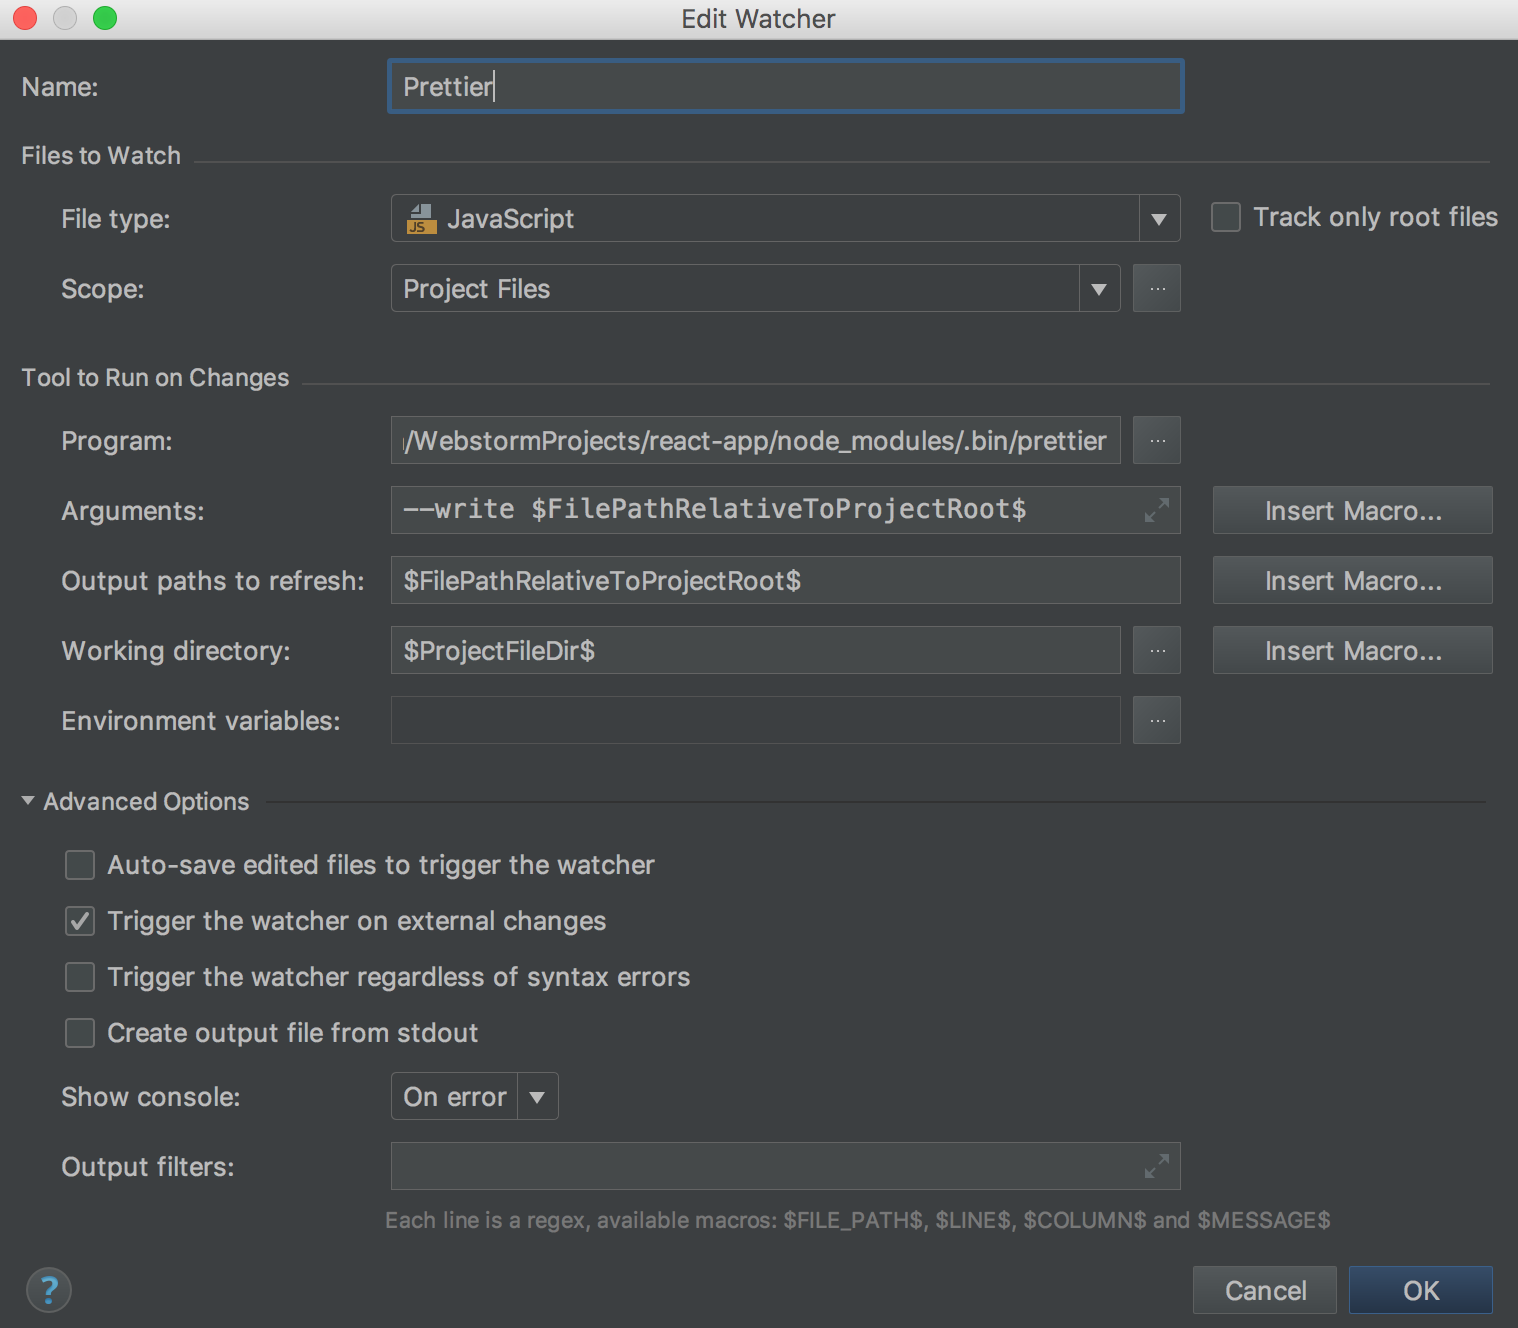 Edit Watcher
Name: Prettier
Files to Watch
File type: JS JavaScript Track only root files
Scope: Project Files ...
Tool to Run on Changes
Program: /WebstormProjects/react-app/node_modules/.bin/prettier ...
Arguments: --write $FilePathRelativeToProjectRoot$ Insert Macro...
Output paths to refresh: $FilePathRelativeToProjectRoot$ Insert Macro...
Working directory: $ProjectFileDir$ ... Insert Macro...
Environment variables: ...
Advanced Options
Auto-save edited files to trigger the watcher
Trigger the watcher on external changes
Trigger the watcher regardless of syntax errors
Create output file from stdout
Show console: On error
Output filters:
Each line is a regex, available macros: $FILE_PATH$, $LINE$, $COLUMN$ and $MESSAGE$
? Cancel OK